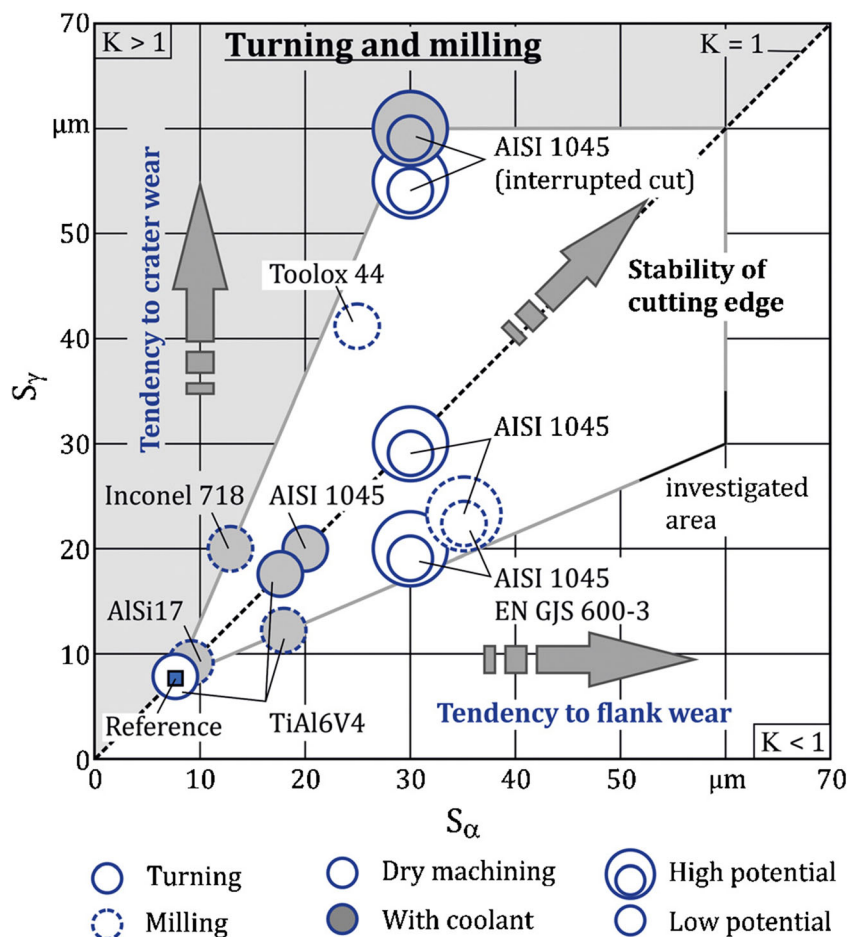 70
K > 1
Turning and milling
K = 1
μm
AISI 1045
(interrupted cut)
50
Toolox 44
Stability of
cutting edge
40
Sγ
Tendency to crater wear
30
AISI 1045
Inconel 718
AISI 1045
investigated
area
20
AISI 1045
EN GJS 600-3
AlSi17
10
Reference
TiAl6V4
Tendency to flank wear
K < 1
0
0
10
20
30
40
50
μm
70
Sα
Turning
Dry machining
High potential
Milling
With coolant
Low potential